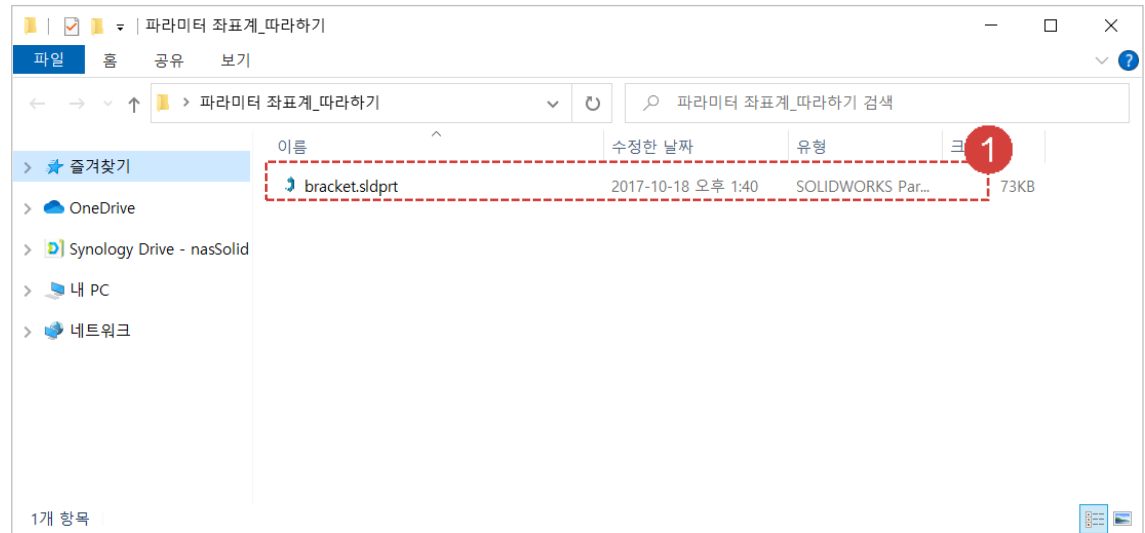 파라미터 좌표계_따라하기
파일 홈 공유 보기
파라미터 좌표계_따라하기 파라미터 좌표계_따라하기 검색
이름 수정한 날짜 유형 크 1
즐겨찾기
bracket.sldprt 2017-10-18 오후 1:40 SOLIDWORKS Par... 73KB
OneDrive
Synology Drive - nasSolid
내 PC
네트워크
1개 항목